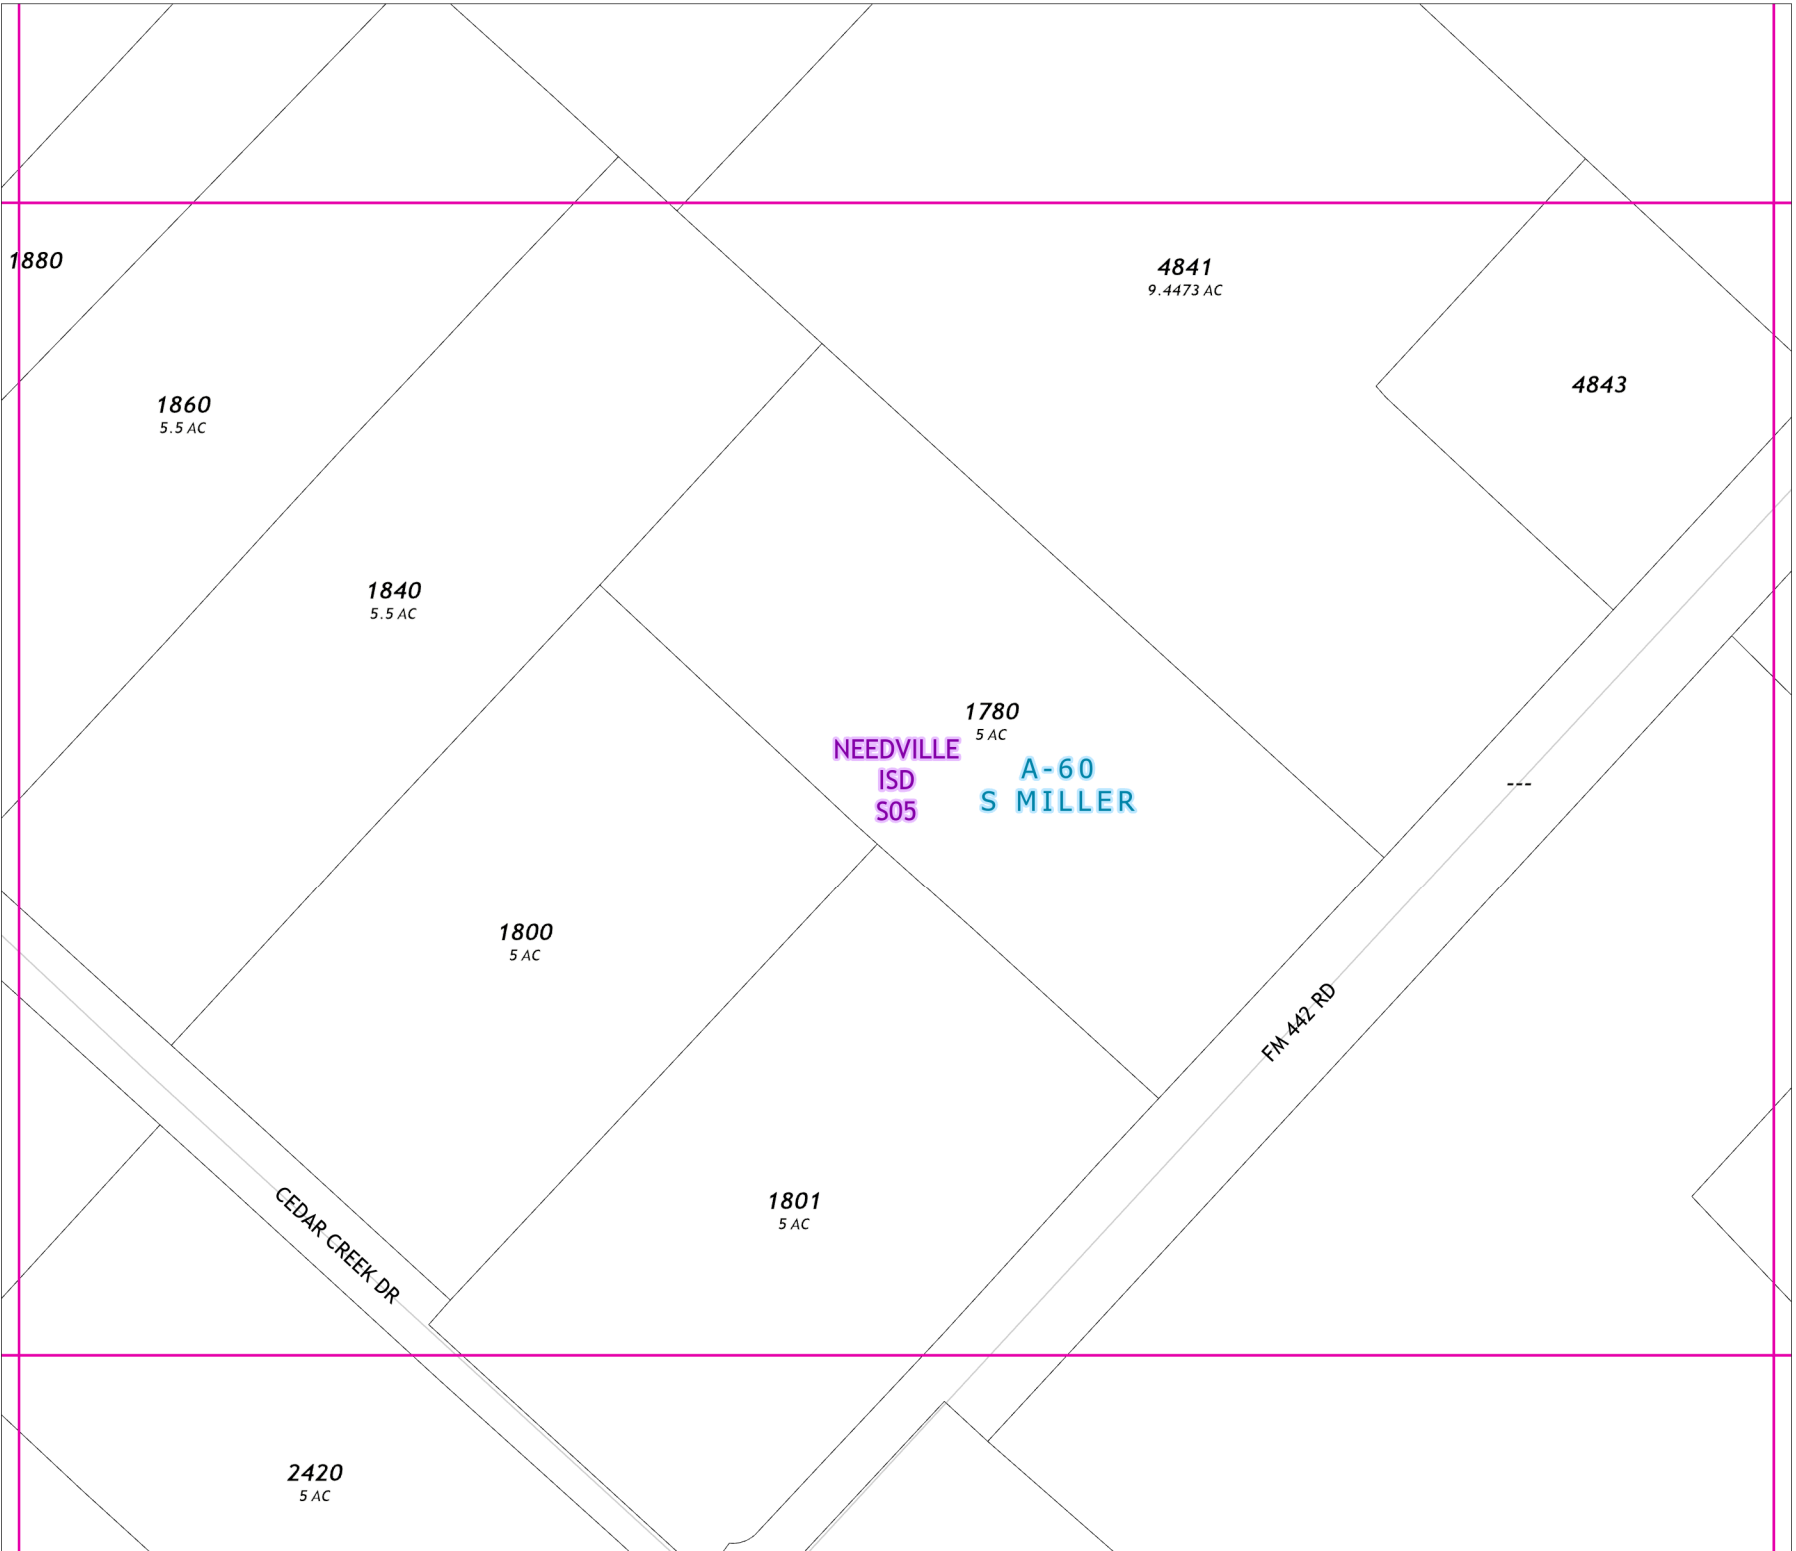 1880
4841
9.4473 AC
4843
1860
5.5 AC
1840
5.5 AC
1780
5 AC
NEEDVILLE
ISD
S05
A-60
S MILLER
---
1800
5 AC
FM 442 RD
1801
5 AC
CEDAR CREEK DR
2420
5 AC